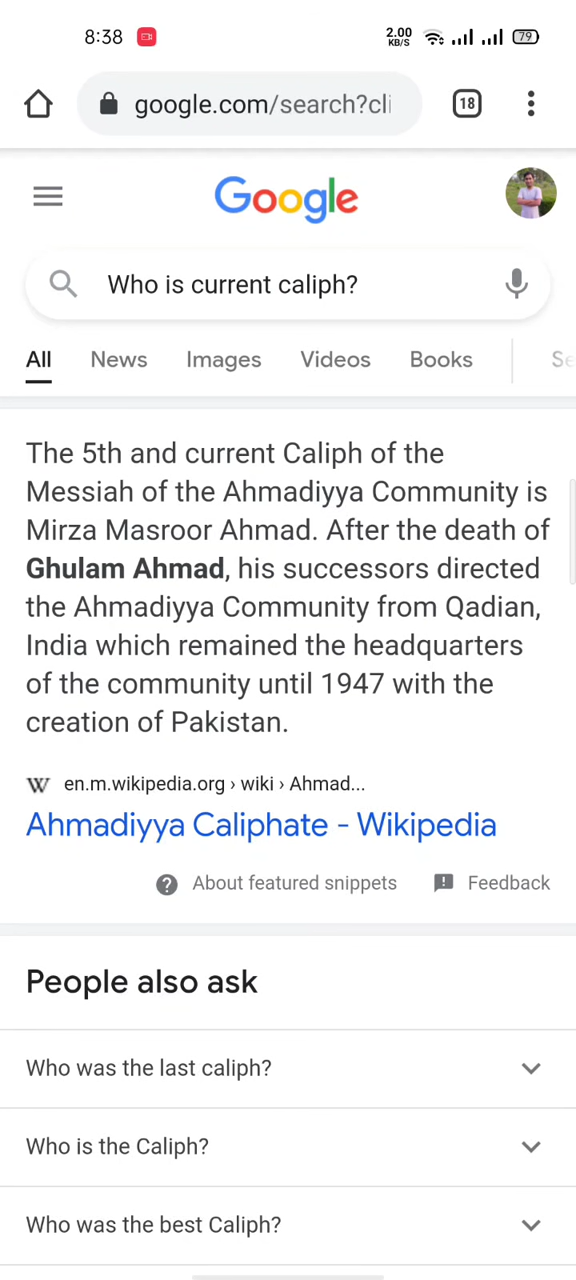 8:38
2.00
KB/S
79
google.com/search?cli
18
Google
Who is current caliph?
All News Images Videos Books Se
The 5th and current Caliph of the
Messiah of the Ahmadiyya Community is
Mirza Masroor Ahmad. After the death of
Ghulam Ahmad, his successors directed
the Ahmadiyya Community from Qadian,
India which remained the headquarters
of the community until 1947 with the
creation of Pakistan.
W en.m.wikipedia.org › wiki › Ahmad...
Ahmadiyya Caliphate - Wikipedia
About featured snippets Feedback
People also ask
Who was the last caliph?
Who is the Caliph?
Who was the best Caliph?